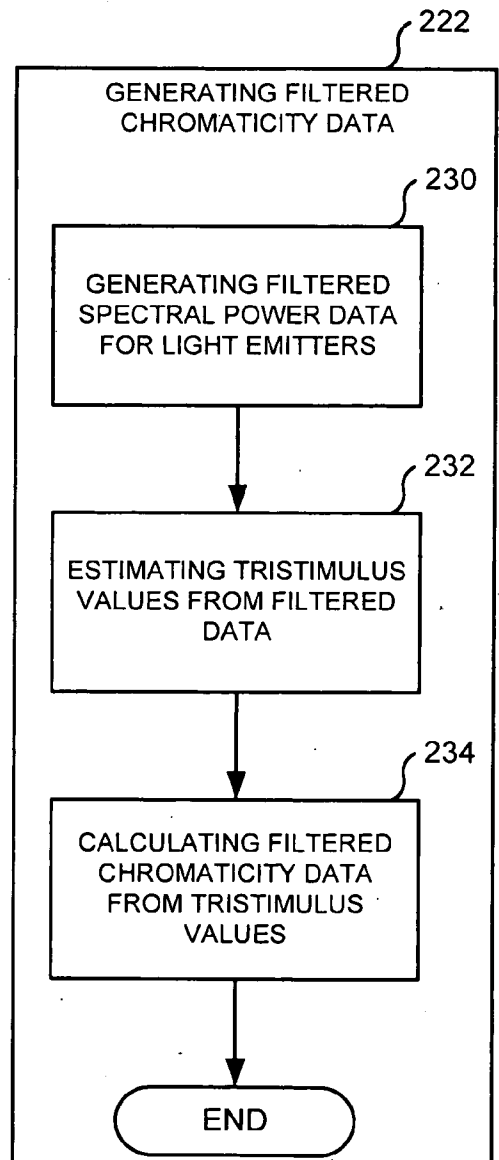 222
GENERATING FILTERED
CHROMATICITY DATA
230
GENERATING FILTERED
SPECTRAL POWER DATA
FOR LIGHT EMITTERS
232
ESTIMATING TRISTIMULUS
VALUES FROM FILTERED
DATA
234
CALCULATING FILTERED
CHROMATICITY DATA
FROM TRISTIMULUS
VALUES
END